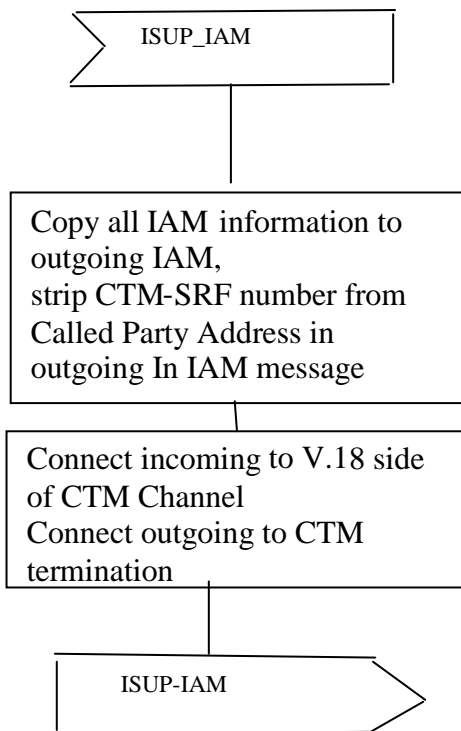 ISUP_IAM
Copy all IAM information to
outgoing IAM,
strip CTM-SRF number from
Called Party Address in
outgoing In IAM message
Connect incoming to V.18 side
of CTM Channel
Connect outgoing to CTM
termination
ISUP-IAM